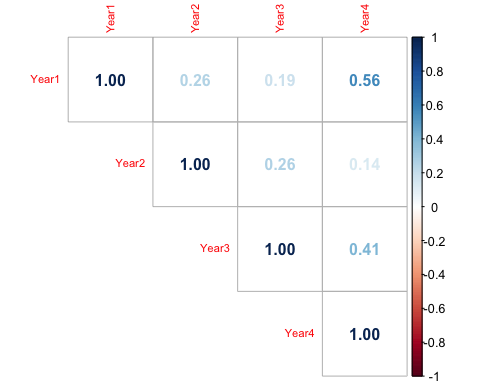 Year1 Year2 Year3 Year4
Year1 1.00 0.26 0.19 0.56
Year2 1.00 0.26 0.14
Year3 1.00 0.41
Year4 1.00
1
0.8
0.6
0.4
0.2
0
-0.2
-0.4
-0.6
-0.8
-1